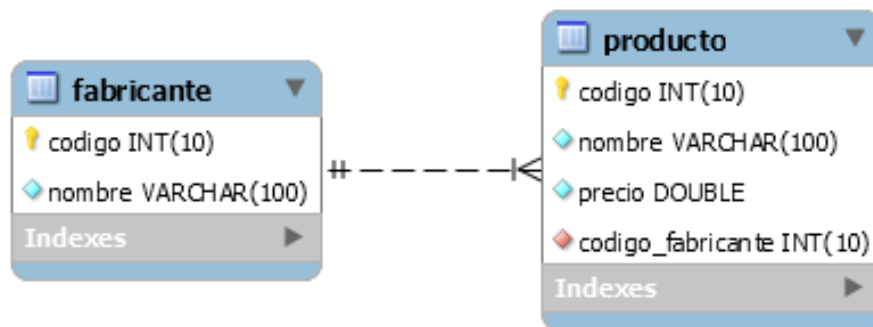 fabricante
codigo INT(10)
nombre VARCHAR(100)
Indexes
producto
codigo INT(10)
nombre VARCHAR(100)
precio DOUBLE
codigo_fabricante INT(10)
Indexes